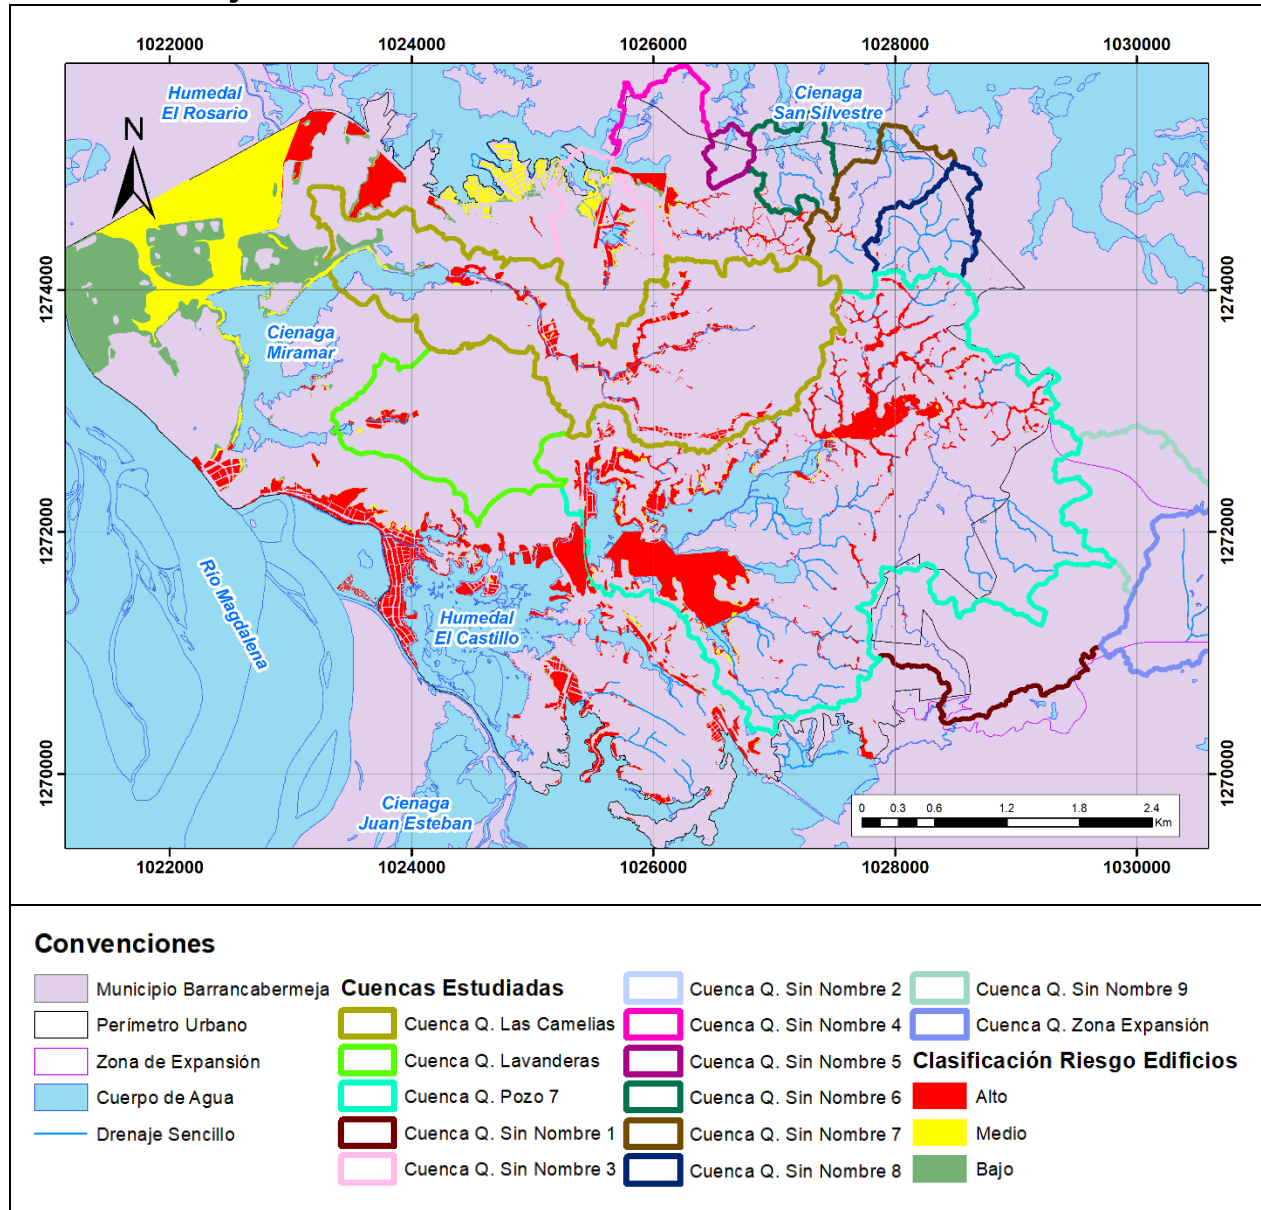 1022000
1024000
1026000
1028000
1030000
Humedal
El Rosario
Cienaga
San Silvestre
N
1274000
1274000
Cienaga
Miramar
1272000
1272000
Río Magdalena
Humedal
El Castillo
1270000
1270000
Cienaga
Juan Esteban
0 0.3 0.6 1.2 1.8 2.4
Km
1022000
1024000
1026000
1028000
1030000
Convenciones
Municipio Barrancabermeja
Perímetro Urbano
Zona de Expansión
Cuerpo de Agua
Drenaje Sencillo
Cuencas Estudiadas
Cuenca Q. Las Camelias
Cuenca Q. Lavanderas
Cuenca Q. Pozo 7
Cuenca Q. Sin Nombre 1
Cuenca Q. Sin Nombre 3
Cuenca Q. Sin Nombre 2
Cuenca Q. Sin Nombre 4
Cuenca Q. Sin Nombre 5
Cuenca Q. Sin Nombre 6
Cuenca Q. Sin Nombre 7
Cuenca Q. Sin Nombre 8
Cuenca Q. Sin Nombre 9
Cuenca Q. Zona Expansión
Clasificación Riesgo Edificios
Alto
Medio
Bajo